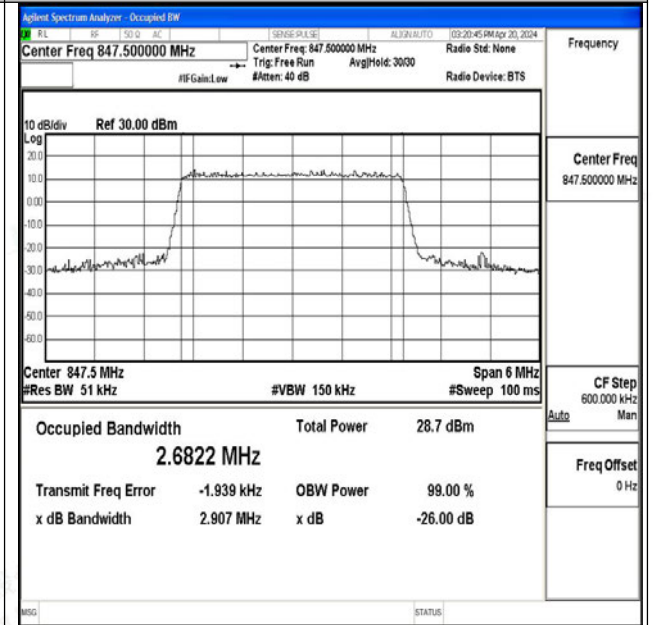 Agilent Spectrum Analyzer - Occupied BW
RL RF 50 Ω AC SENSE:PULSE ALIGN AUTO 03:20:45 PM Apr 20, 2024
Center Freq 847.500000 MHz
Center Freq: 847.500000 MHz
Radio Std: None
Trig: Free Run Avg|Hold: 30/30
#IFGain:Low #Atten: 40 dB Radio Device: BTS
Frequency
10 dB/div Ref 30.00 dBm
Log
20.0
10.0
0.00
-10.0
-20.0
-30.0
-40.0
-50.0
-60.0
Center Freq
847.500000 MHz
Center 847.5 MHz Span 6 MHz
#Res BW 51 kHz #VBW 150 kHz #Sweep 100 ms
CF Step
600.000 kHz
Auto Man
Occupied Bandwidth Total Power 28.7 dBm
2.6822 MHz
Freq Offset
0 Hz
Transmit Freq Error -1.939 kHz OBW Power 99.00 %
x dB Bandwidth 2.907 MHz x dB -26.00 dB
MSG STATUS